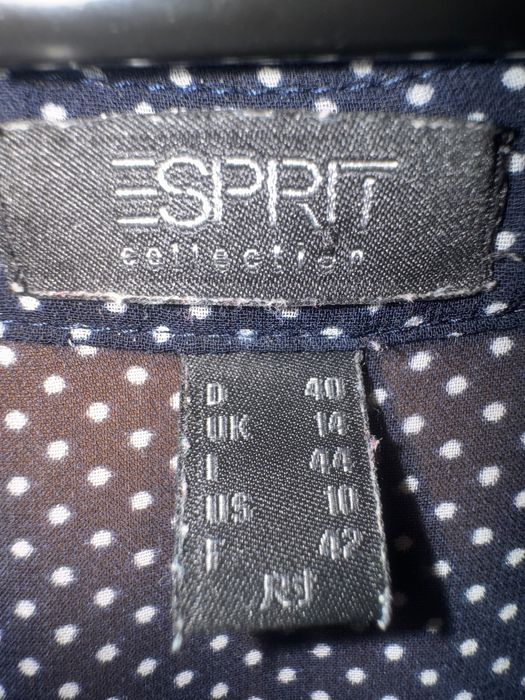 ESPRIT
collection
D 40
UK 14
I 44
US 10
F 42